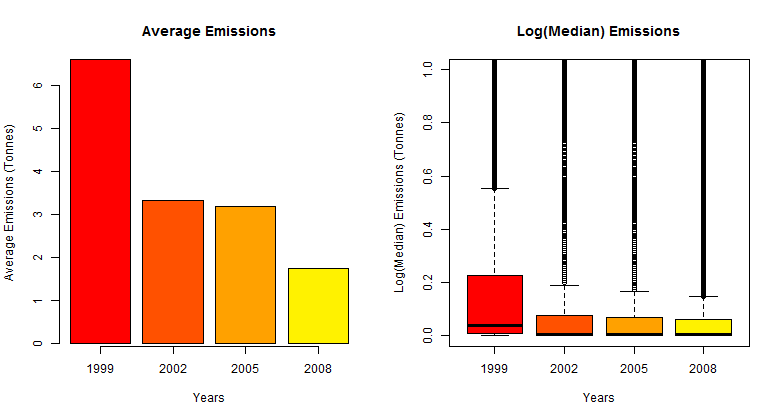 Average Emissions
Average Emissions (Tonnes)
6
5
4
3
2
1
0
1999 2002 2005 2008
Years
Log(Median) Emissions
Log(Median) Emissions (Tonnes)
1.0
0.8
0.6
0.4
0.2
0.0
1999 2002 2005 2008
Years